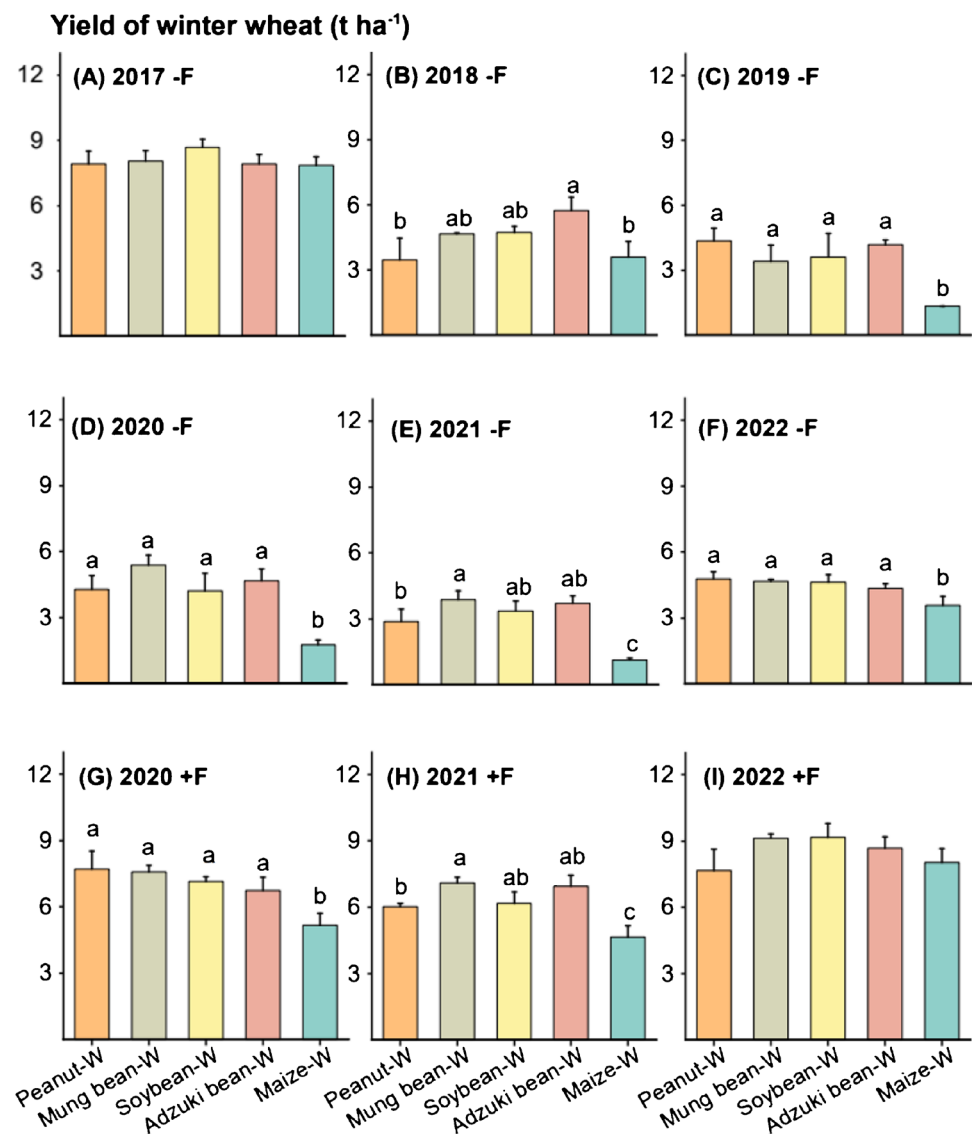 Yield of winter wheat (t ha⁻¹)
(A) 2017 -F
12
9
6
3
(B) 2018 -F
12
9
6
3
b
ab
ab
a
b
(C) 2019 -F
12
9
6
3
a
a
a
a
b
(D) 2020 -F
12
9
6
3
a
a
a
a
b
(E) 2021 -F
12
9
6
3
b
a
ab
ab
c
(F) 2022 -F
12
9
6
3
a
a
a
a
b
(G) 2020 +F
12
9
6
3
a
a
a
a
b
Peanut-W
Mung bean-W
Soybean-W
Adzuki bean-W
Maize-W
(H) 2021 +F
12
9
6
3
b
a
ab
ab
c
Peanut-W
Mung bean-W
Soybean-W
Adzuki bean-W
Maize-W
(I) 2022 +F
12
9
6
3
Peanut-W
Mung bean-W
Soybean-W
Adzuki bean-W
Maize-W